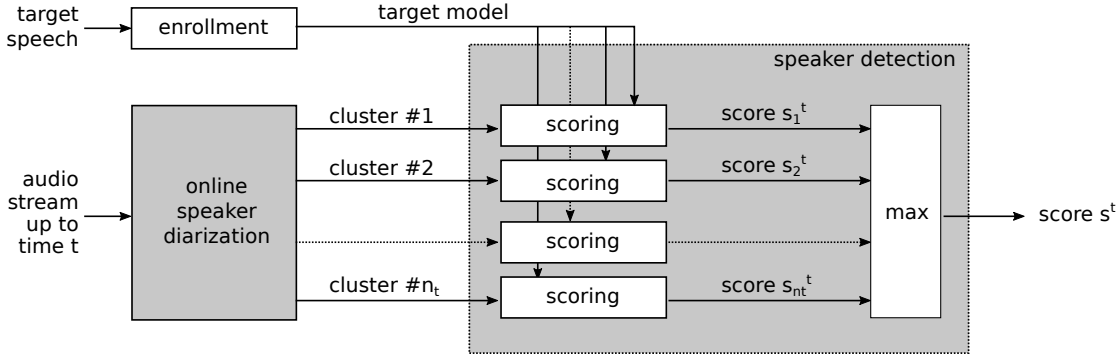 target
speech
enrollment
target model
speaker detection
cluster #1
scoring
score s₁ᵗ
cluster #2
scoring
score s₂ᵗ
audio
stream
up to
time t
online
speaker
diarization
scoring
max
score sᵗ
cluster #nₜ
scoring
score sₙₜᵗ